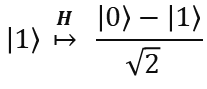 |1⟩ H↦ (|0⟩ − |1⟩)/√2